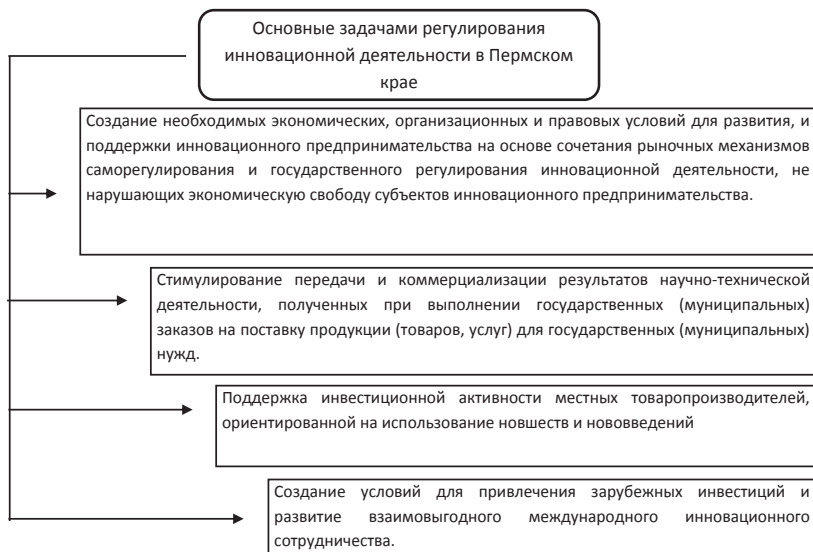 Основные задачами регулирования
инновационной деятельности в Пермском
крае
Создание необходимых экономических, организационных и правовых условий для развития, и
поддержки инновационного предпринимательства на основе сочетания рыночных механизмов
саморегулирования и государственного регулирования инновационной деятельности, не
нарушающих экономическую свободу субъектов инновационного предпринимательства.
Стимулирование передачи и коммерциализации результатов научно-технической
деятельности, полученных при выполнении государственных (муниципальных)
заказов на поставку продукции (товаров, услуг) для государственных (муниципальных)
нужд.
Поддержка инвестиционной активности местных товаропроизводителей,
ориентированной на использование новшеств и нововведений
Создание условий для привлечения зарубежных инвестиций и
развитие взаимовыгодного международного инновационного
сотрудничества.